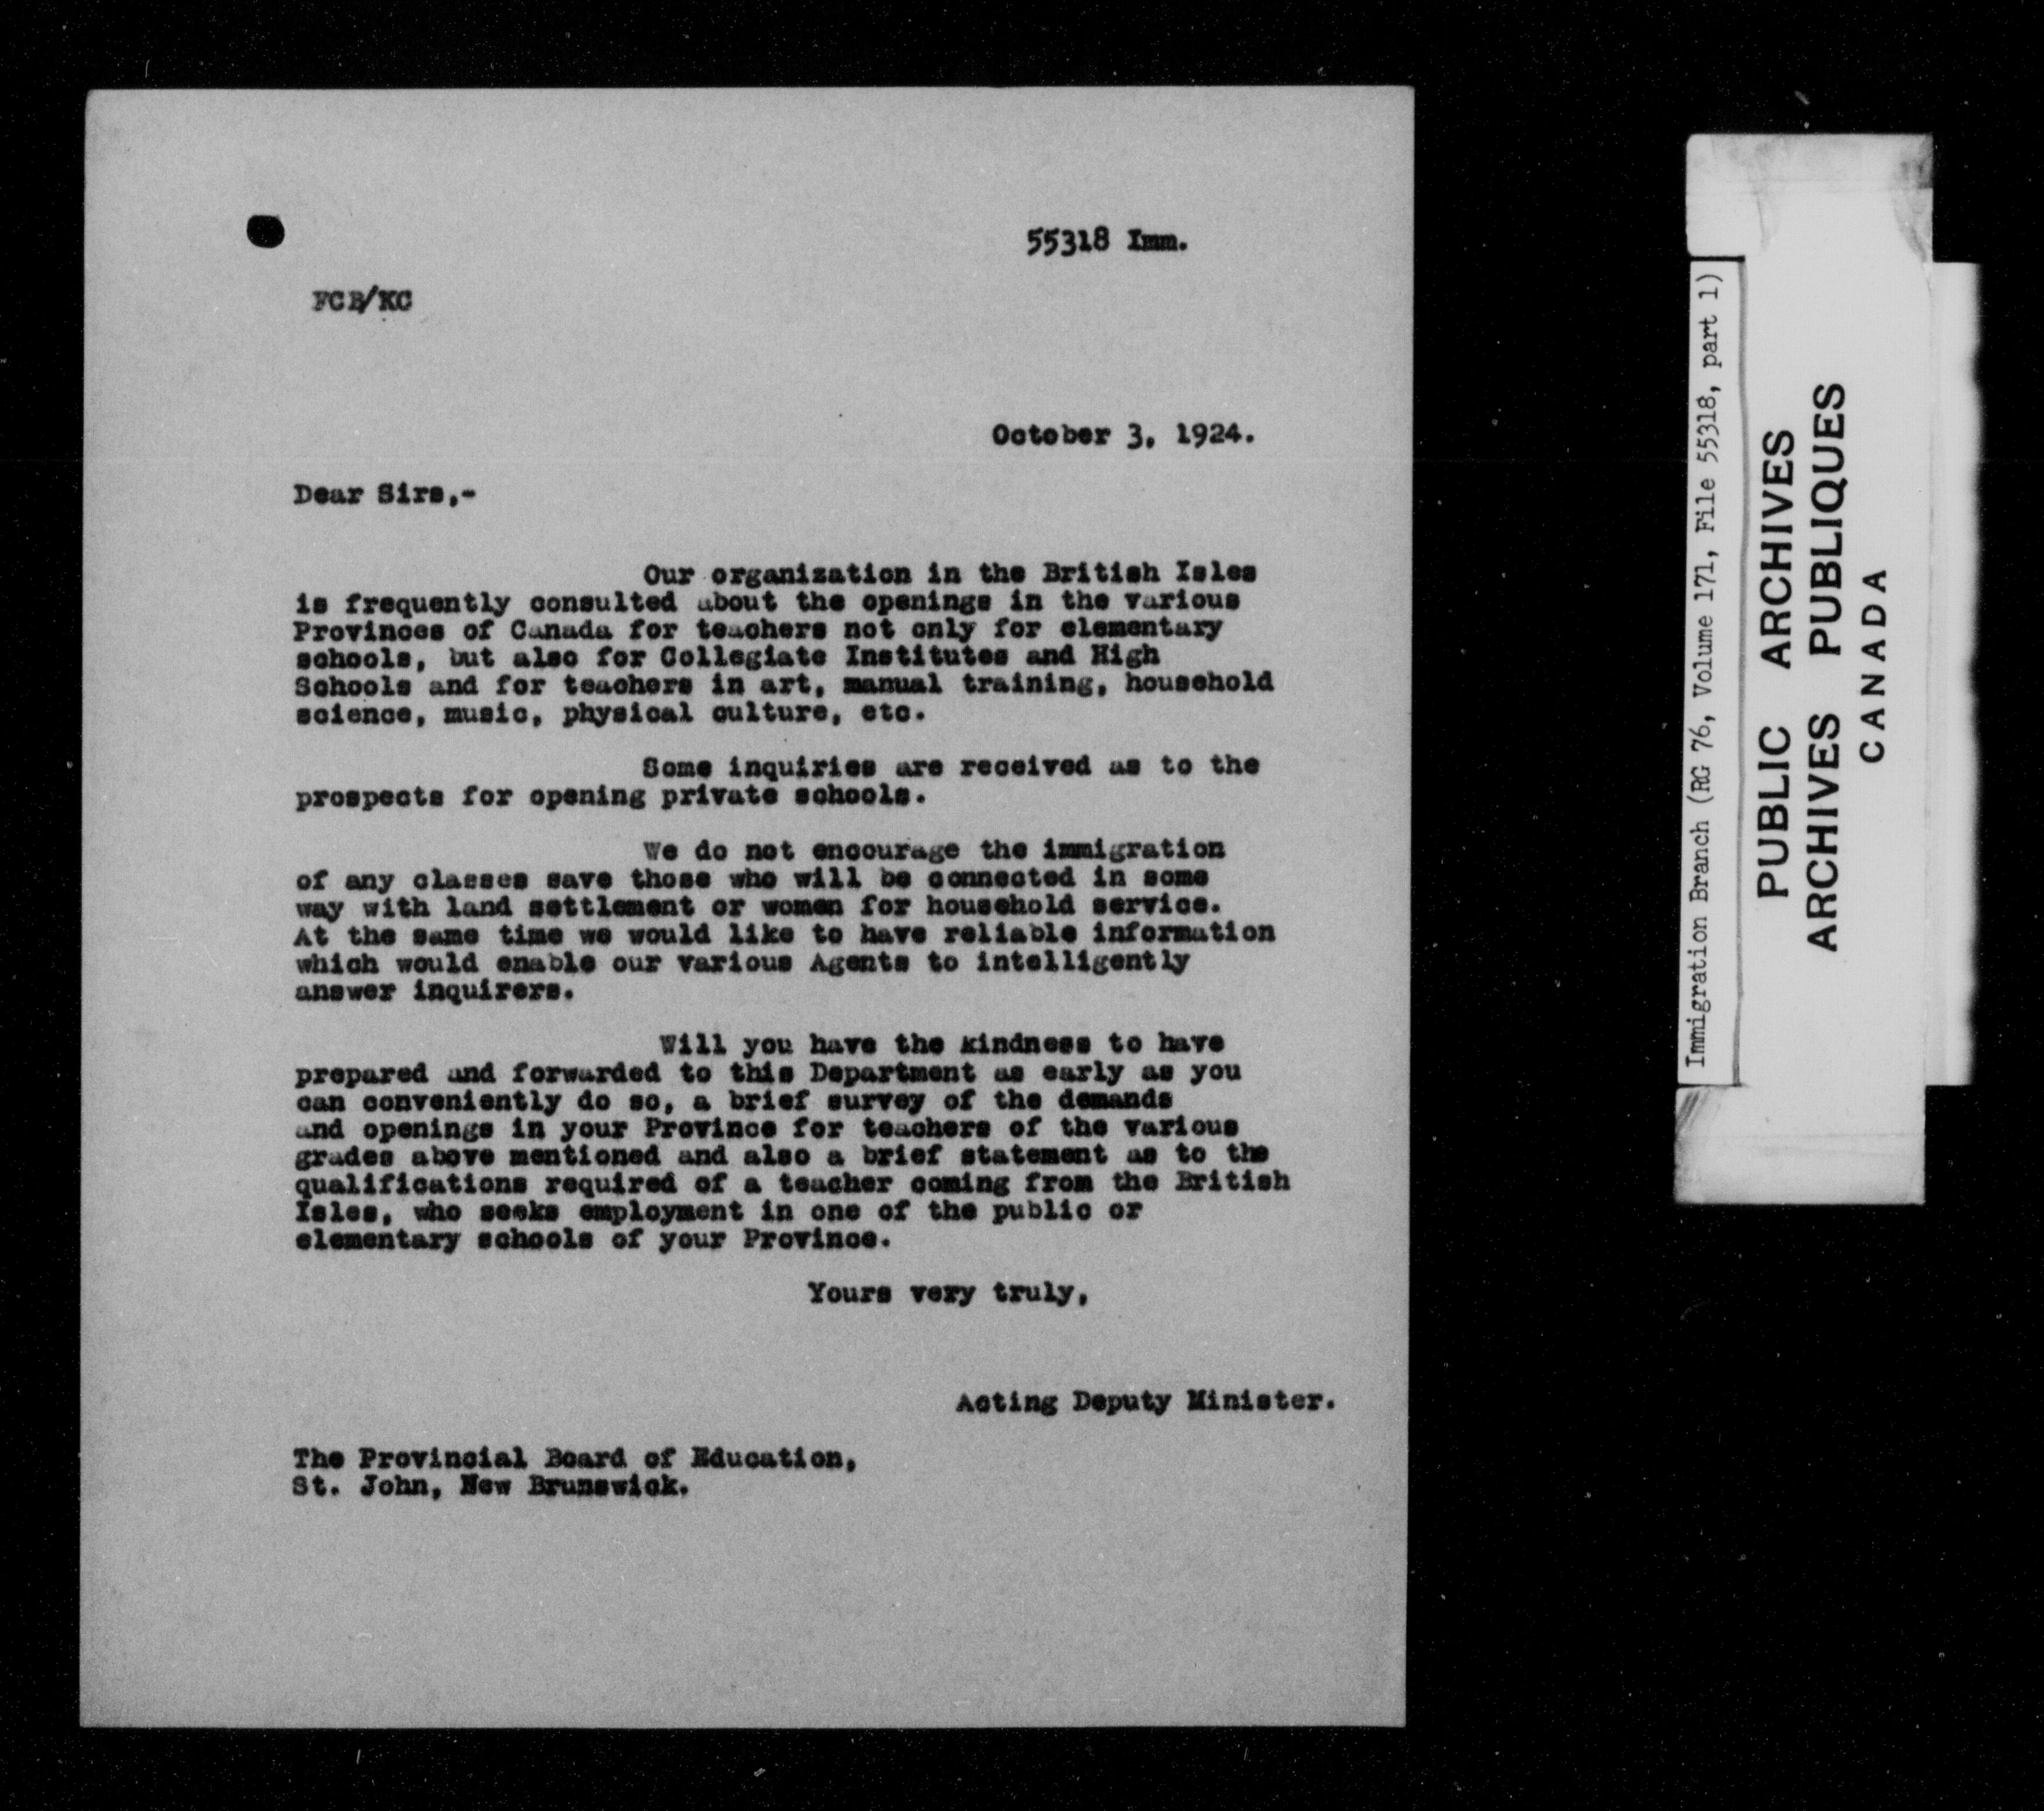 55318 Imm.
FCB/KC
October 3, 1924.
Dear Sirs,-
Our organization in the British Isles
is frequently consulted about the openings in the various
Provinces of Canada for teachers not only for elementary
schools, but also for Collegiate Institutes and High
Schools and for teachers in art, manual training, household
science, music, physical culture, etc.
Some inquiries are received as to the
prospects for opening private schools.
We do not encourage the immigration
of any classes save those who will be connected in some
way with land settlement or women for household service.
At the same time we would like to have reliable information
which would enable our various Agents to intelligently
answer inquirers.
Will you have the kindness to have
prepared and forwarded to this Department as early as you
can conveniently do so, a brief survey of the demands
and openings in your Province for teachers of the various
grades above mentioned and also a brief statement as to the
qualifications required of a teacher coming from the British
Isles, who seeks employment in one of the public or
elementary schools of your Province.
Yours very truly,
Acting Deputy Minister.
The Provincial Board of Education,
St. John, New Brunswick.
Immigration Branch (RG 76, Volume 171, File 55318, part 1)
PUBLIC ARCHIVES
ARCHIVES PUBLIQUES
CANADA